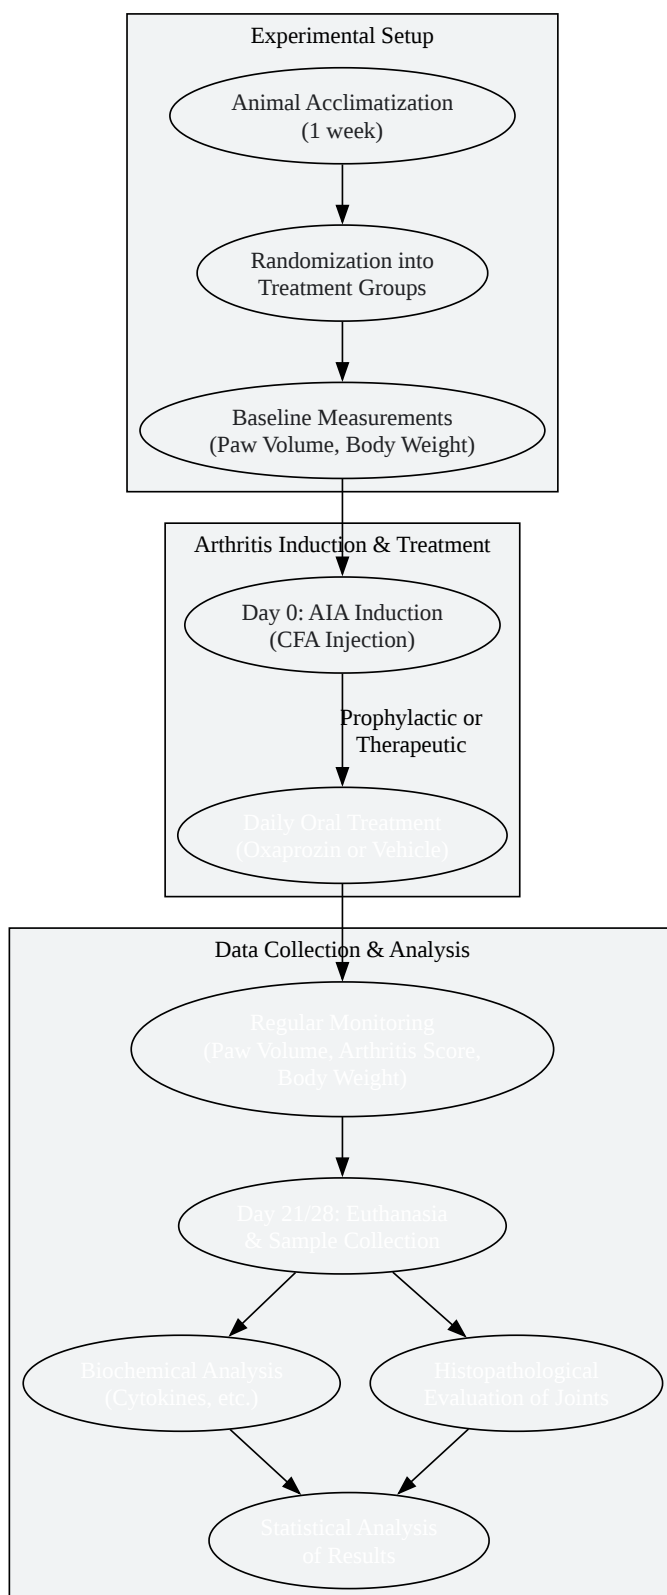 Experimental Setup
Animal Acclimatization
(1 week)
Randomization into
Treatment Groups
Baseline Measurements
(Paw Volume, Body Weight)
Arthritis Induction & Treatment
Day 0: AIA Induction
(CFA Injection)
Prophylactic or
Therapeutic
Daily Oral Treatment
(Oxaprozin or Vehicle)
Data Collection & Analysis
Regular Monitoring
(Paw Volume, Arthritis Score,
Body Weight)
Day 21/28: Euthanasia
& Sample Collection
Biochemical Analysis
(Cytokines, etc.)
Histopathological
Evaluation of Joints
Statistical Analysis
of Results